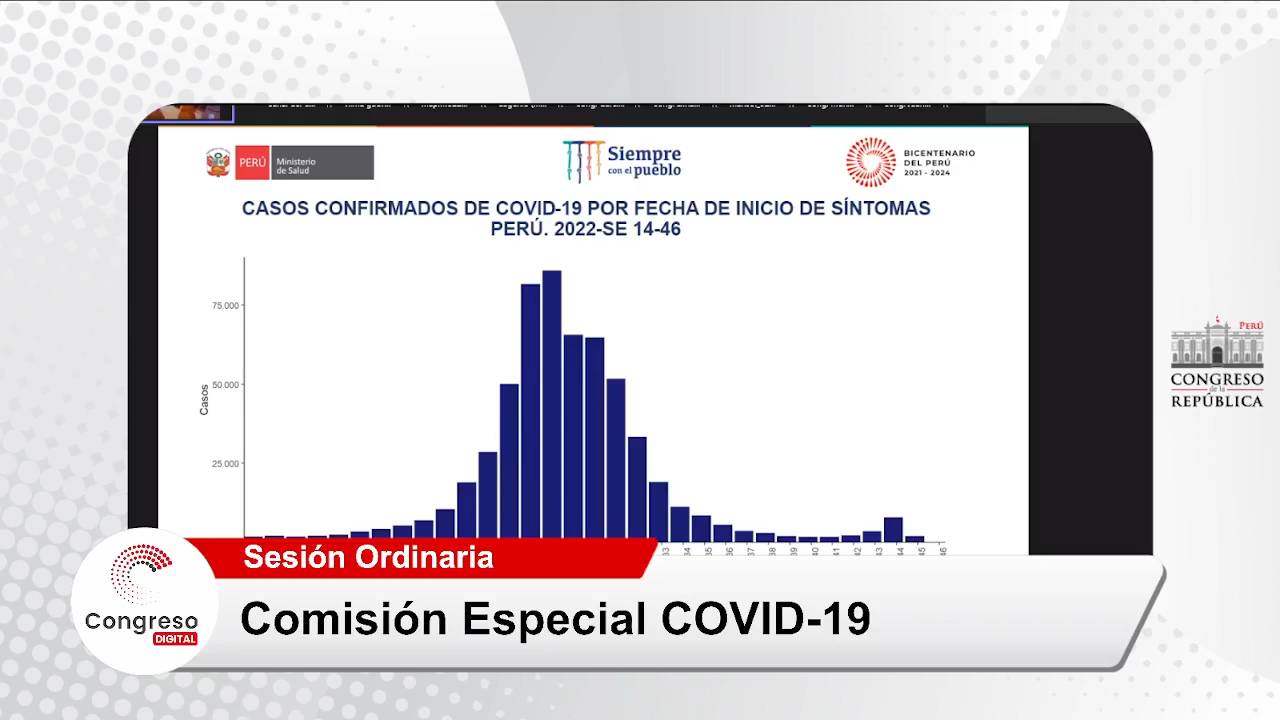 PERÚ
Ministerio
de Salud
Siempre
con el pueblo
BICENTENARIO
DEL PERÚ
2021 - 2024
CASOS CONFIRMADOS DE COVID-19 POR FECHA DE INICIO DE SÍNTOMAS
PERÚ. 2022-SE 14-46
75.000
50.000
25.000
Casos
35
36
38
39
40
41
42
43
44
45
46
PERÚ
CONGRESO
de la
REPÚBLICA
Sesión Ordinaria
Comisión Especial COVID-19
Congreso
DIGITAL